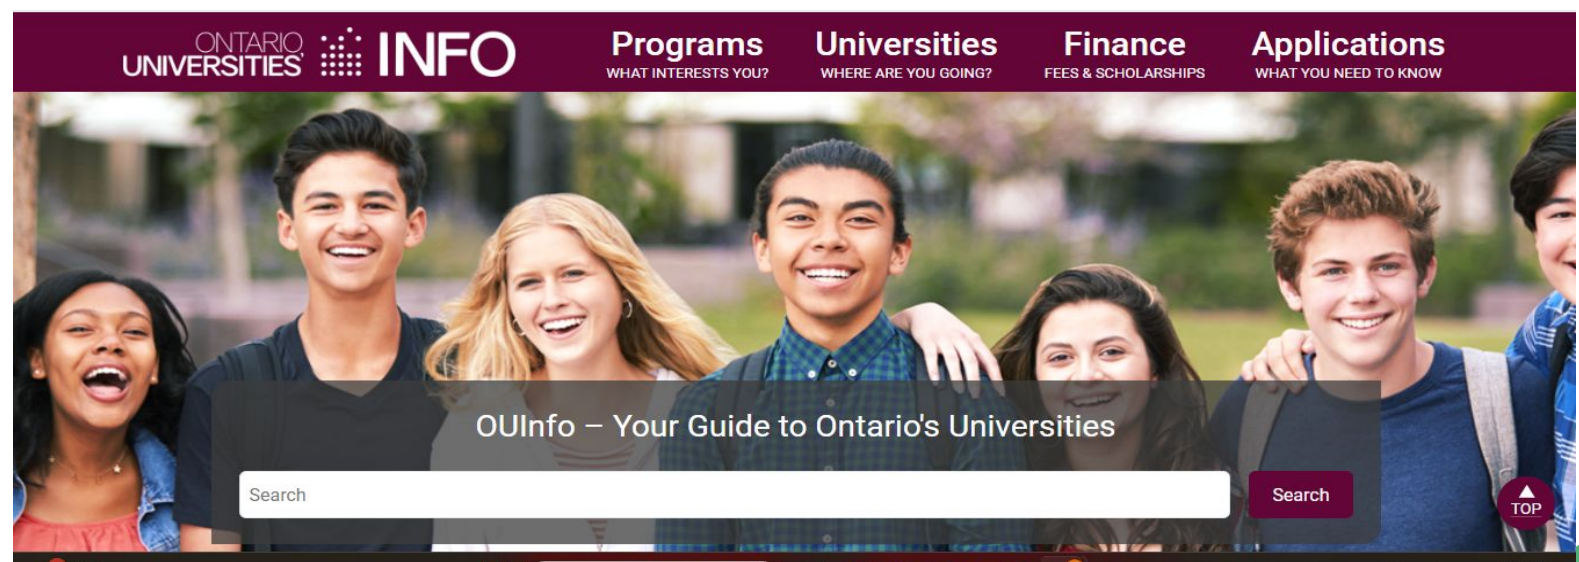 ONTARIO
UNIVERSITIES' INFO
Programs
WHAT INTERESTS YOU?
Universities
WHERE ARE YOU GOING?
Finance
FEES & SCHOLARSHIPS
Applications
WHAT YOU NEED TO KNOW
OUInfo – Your Guide to Ontario's Universities
Search
Search
TOP